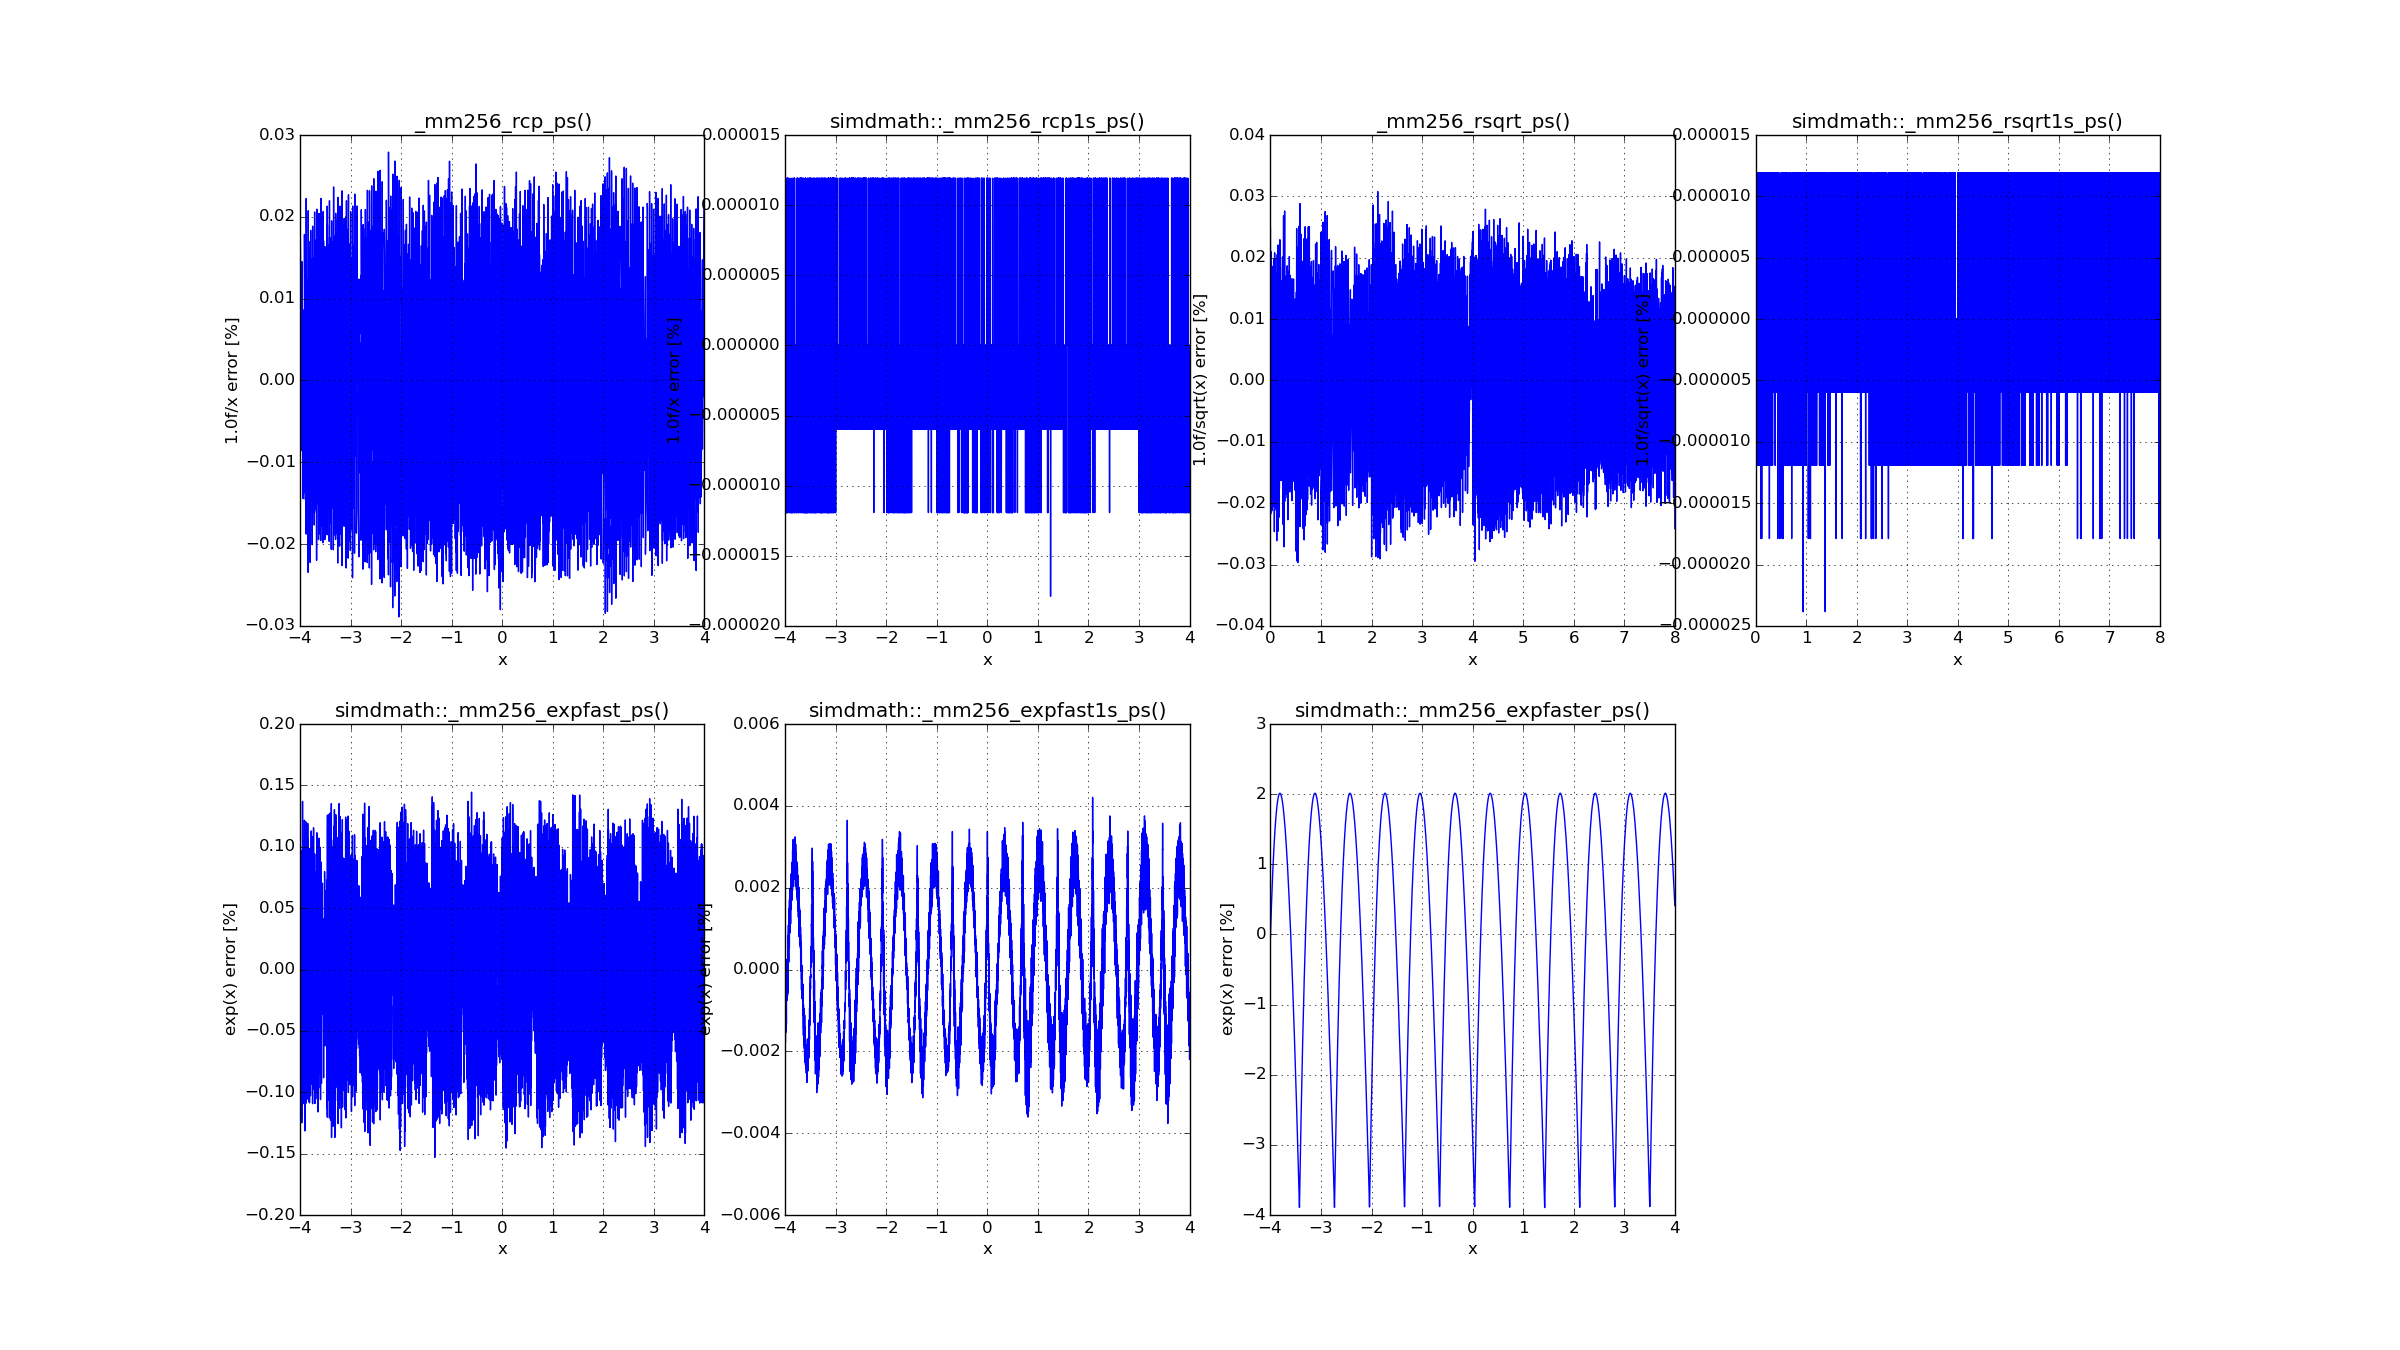 _mm256_rcp_ps()
0.03
0.02
0.01
0.00
−0.01
−0.02
−0.03
1.0f/x error [%]
−4 −3 −2 −1 0 1 2 3 4
x
simdmath::_mm256_rcp1s_ps()
0.000015
0.000010
0.000005
0.000000
−0.000005
−0.000010
−0.000015
−0.000020
1.0f/x error [%]
−4 −3 −2 −1 0 1 2 3 4
x
_mm256_rsqrt_ps()
0.04
0.03
0.02
0.01
0.00
−0.01
−0.02
−0.03
−0.04
1.0f/sqrt(x) error [%]
0 1 2 3 4 5 6 7 8
x
simdmath::_mm256_rsqrt1s_ps()
0.000015
0.000010
0.000005
0.000000
−0.000005
−0.000010
−0.000015
−0.000020
−0.000025
1.0f/sqrt(x) error [%]
0 1 2 3 4 5 6 7 8
x
simdmath::_mm256_expfast_ps()
0.20
0.15
0.10
0.05
0.00
−0.05
−0.10
−0.15
−0.20
exp(x) error [%]
−4 −3 −2 −1 0 1 2 3 4
x
simdmath::_mm256_expfast1s_ps()
0.006
0.004
0.002
0.000
−0.002
−0.004
−0.006
exp(x) error [%]
−4 −3 −2 −1 0 1 2 3 4
x
simdmath::_mm256_expfaster_ps()
3
2
1
0
−1
−2
−3
−4
exp(x) error [%]
−4 −3 −2 −1 0 1 2 3 4
x